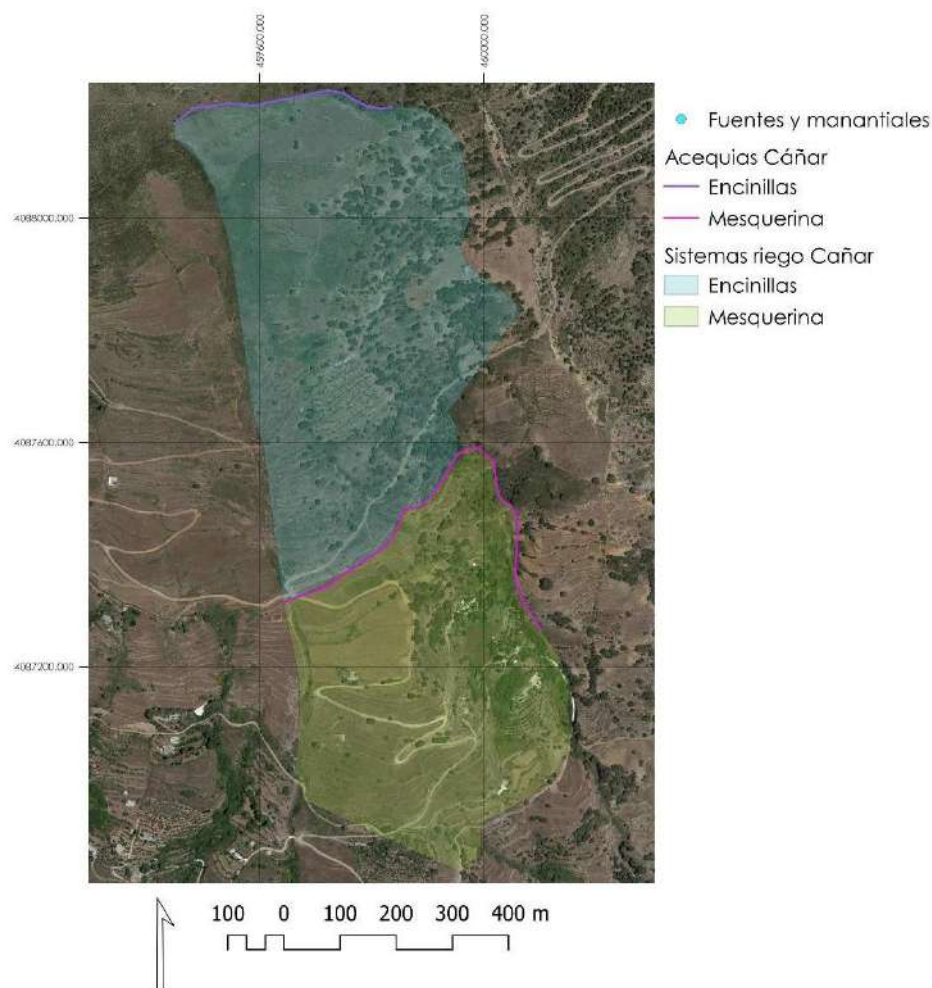 459600.000
460000.000
4088000.000
4087600.000
4087200.000
Fuentes y manantiales
Acequias Cáñar
Encinillas
Mesquerina
Sistemas riego Cañar
Encinillas
Mesquerina
100 0 100 200 300 400 m